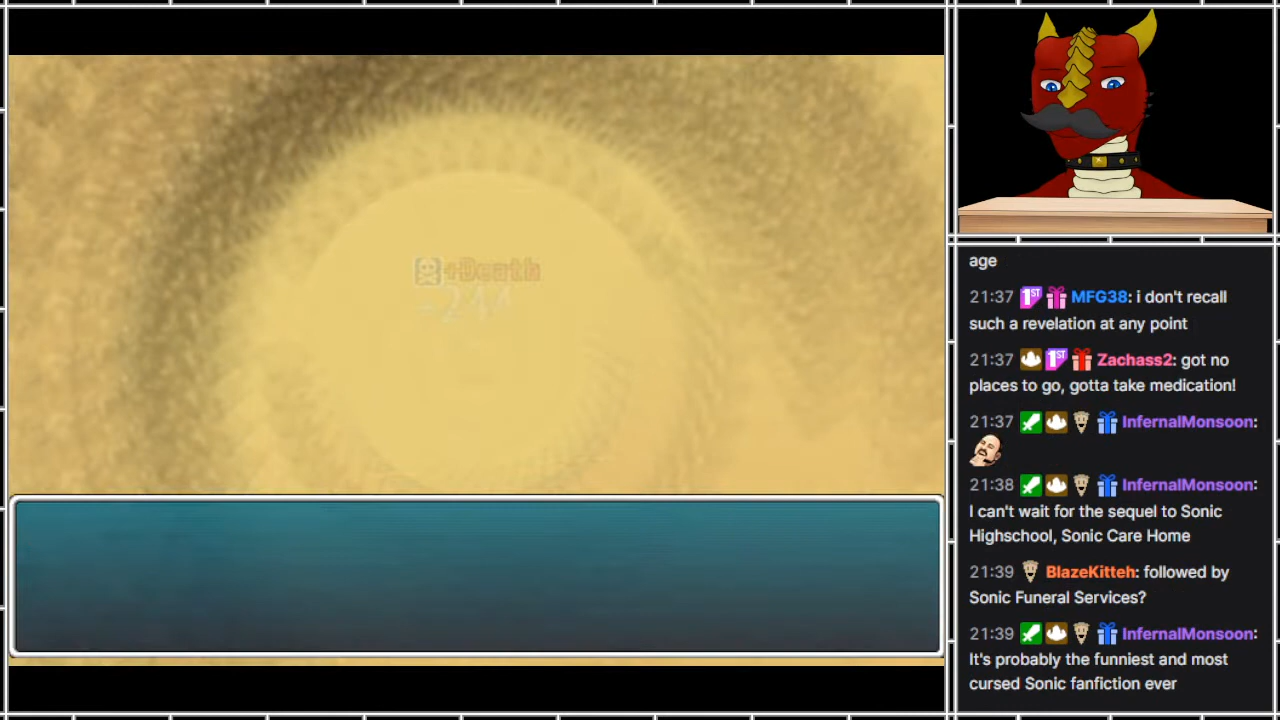 +Death
-244
age
21:37 MFG38: i don't recall
such a revelation at any point
21:37 Zachass2: got no
places to go, gotta take medication!
21:37 InfernalMonsoon:
21:38 InfernalMonsoon:
I can't wait for the sequel to Sonic
Highschool, Sonic Care Home
21:39 BlazeKitteh: followed by
Sonic Funeral Services?
21:39 InfernalMonsoon:
It's probably the funniest and most
cursed Sonic fanfiction ever